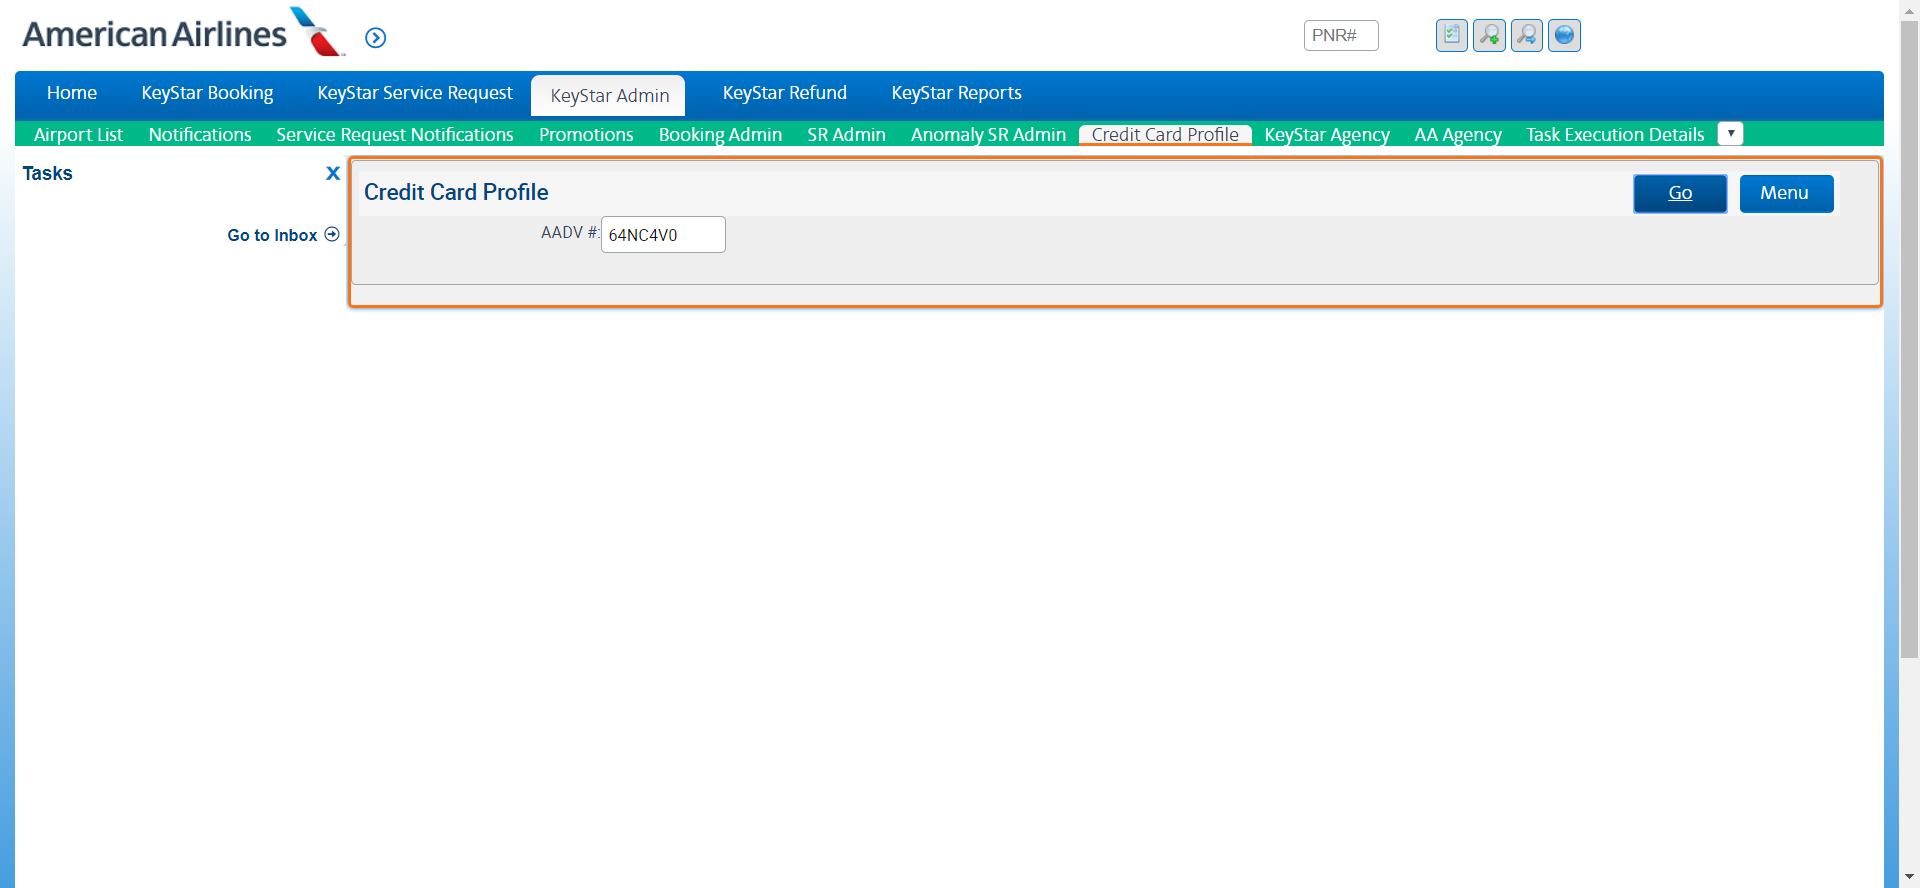 American Airlines
PNR#
Home KeyStar Booking KeyStar Service Request KeyStar Admin KeyStar Refund KeyStar Reports
Airport List Notifications Service Request Notifications Promotions Booking Admin SR Admin Anomaly SR Admin Credit Card Profile KeyStar Agency AA Agency Task Execution Details
Tasks X
Credit Card Profile Go Menu
Go to Inbox
AADV #: 64NC4V0